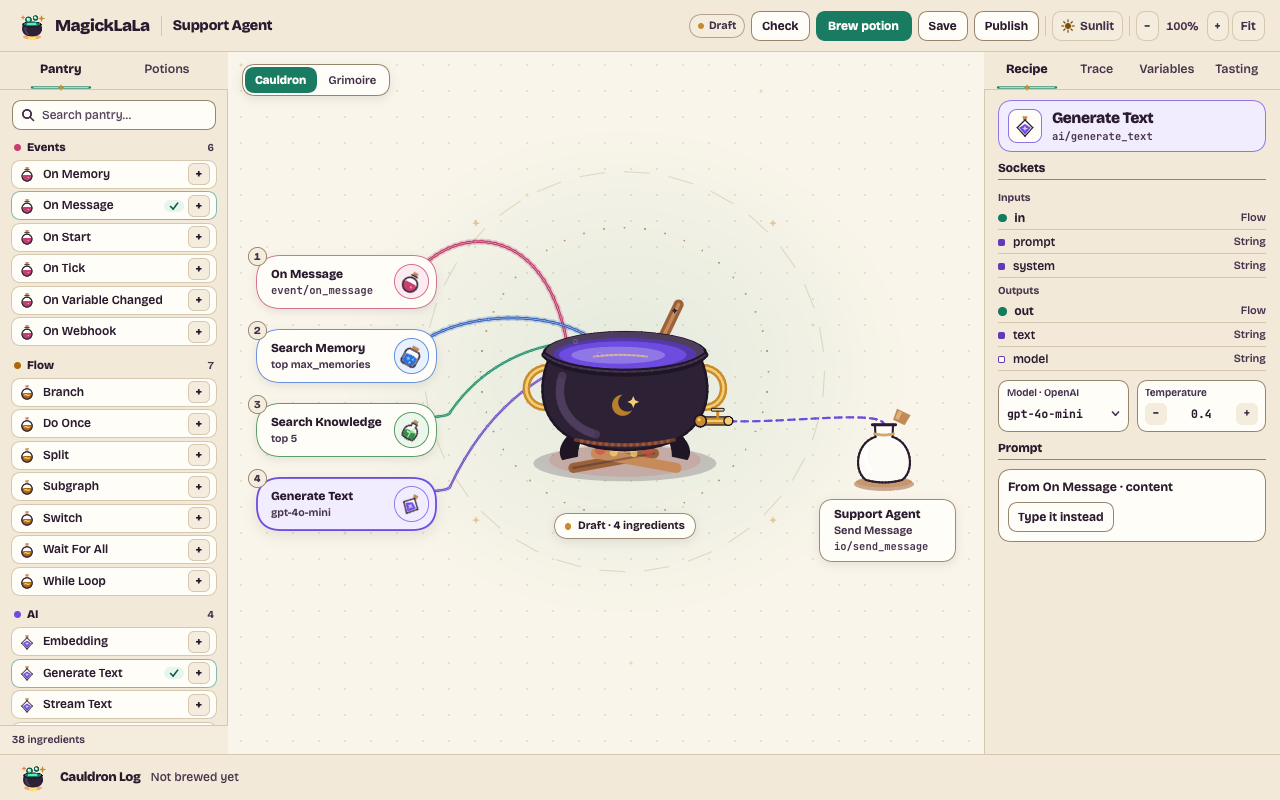 MagickLaLa
Support Agent
Draft
Check
Brew potion
Save
Publish
Sunlit
−
100%
+
Fit
Pantry
Potions
Search pantry...
Events 6
On Memory +
On Message +
On Start +
On Tick +
On Variable Changed +
On Webhook +
Flow 7
Branch +
Do Once +
Split +
Subgraph +
Switch +
Wait For All +
While Loop +
AI 4
Embedding +
Generate Text +
Stream Text +
38 ingredients
Cauldron
Grimoire
1
On Message
event/on_message
2
Search Memory
top max_memories
3
Search Knowledge
top 5
4
Generate Text
gpt-4o-mini
Draft · 4 ingredients
Support Agent
Send Message
io/send_message
Recipe
Trace
Variables
Tasting
Generate Text
ai/generate_text
Sockets
Inputs
in Flow
prompt String
system String
Outputs
out Flow
text String
model String
Model · OpenAI
gpt-4o-mini
Temperature
− 0.4 +
Prompt
From On Message · content
Type it instead
Cauldron Log Not brewed yet